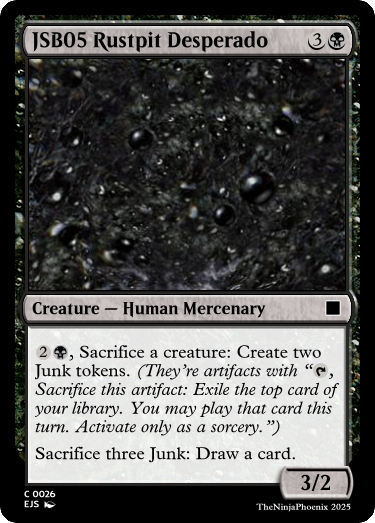 JSB05 Rustpit Desperado 3
Creature — Human Mercenary
2, Sacrifice a creature: Create two
Junk tokens. (They're artifacts with “,
Sacrifice this artifact: Exile the top card of
your library. You may play that card this
turn. Activate only as a sorcery.”)
Sacrifice three Junk: Draw a card.
3/2
C 0026
EJS
TheNinjaPhoenix 2025